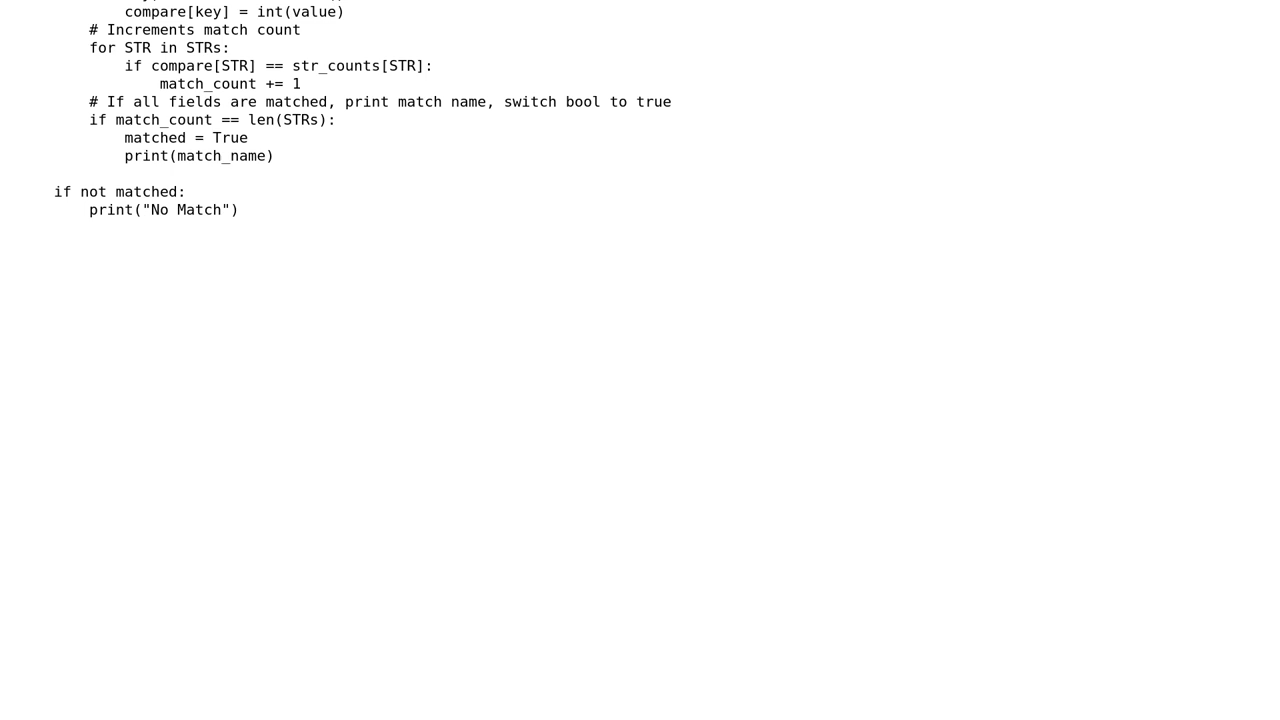 compare[key] = int(value)
        # Increments match count
        for STR in STRs:
            if compare[STR] == str_counts[STR]:
                match_count += 1
        # If all fields are matched, print match name, switch bool to true
        if match_count == len(STRs):
            matched = True
            print(match_name)

    if not matched:
        print("No Match")